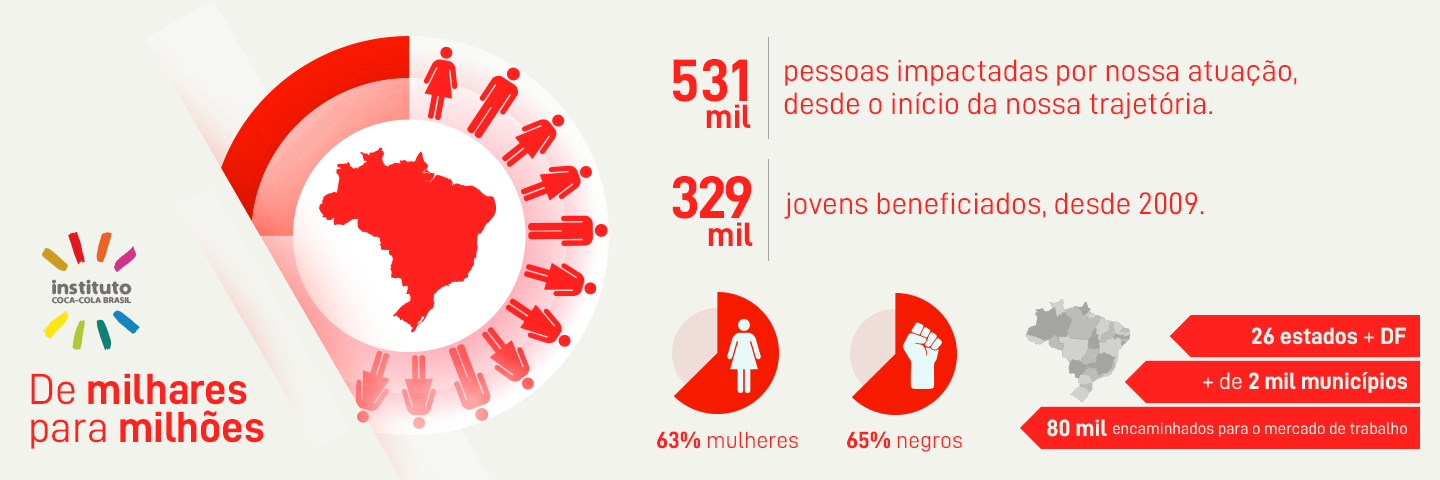 instituto
COCA-COLA BRASIL
De milhares
para milhões
531
mil
pessoas impactadas por nossa atuação,
desde o início da nossa trajetória.
329
mil
jovens beneficiados, desde 2009.
63% mulheres
65% negros
26 estados + DF
+ de 2 mil municípios
80 mil encaminhados para o mercado de trabalho